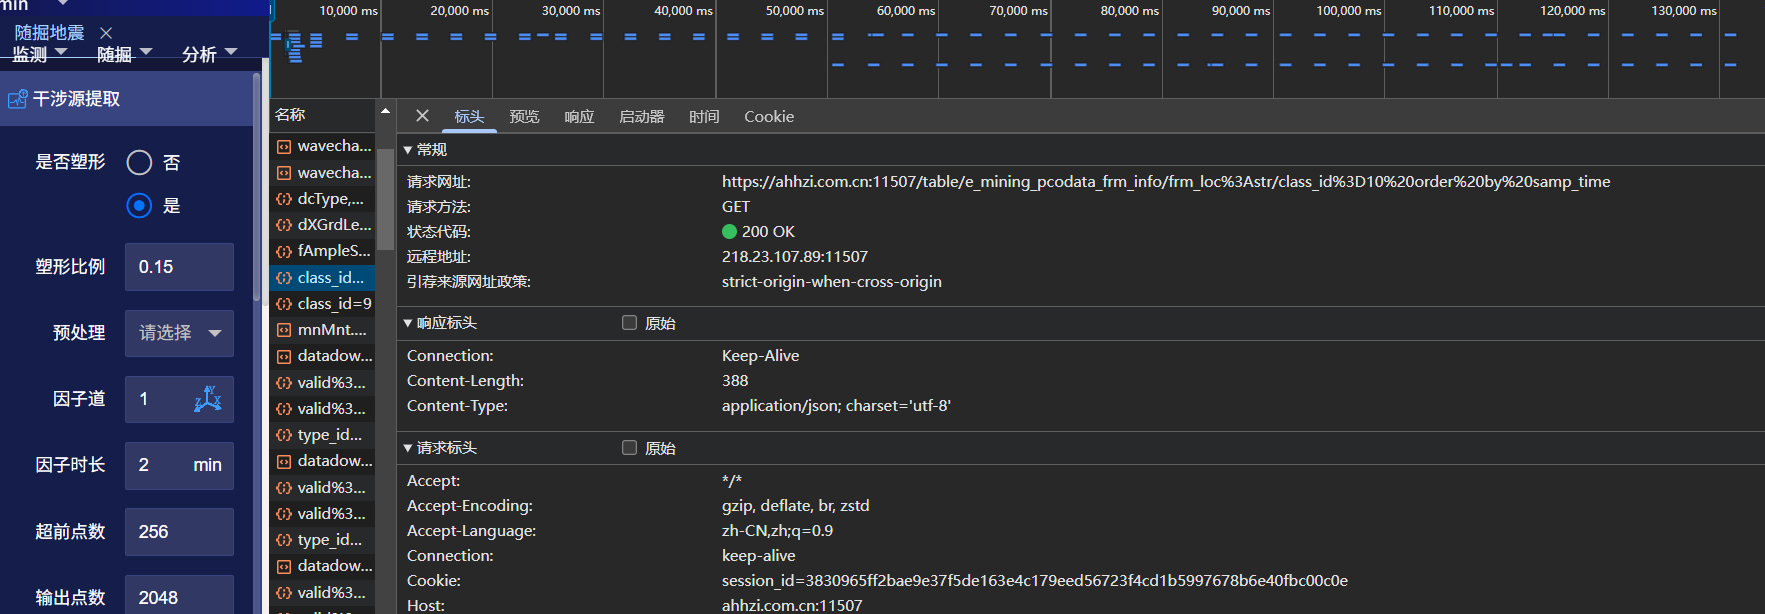 min
随掘地震
监测 随掘 分析
干涉源提取
是否塑形 否
是
塑形比例 0.15
预处理 请选择
因子道 1
因子时长 2 min
超前点数 256
输出点数 2048
10,000 ms 20,000 ms 30,000 ms 40,000 ms 50,000 ms 60,000 ms 70,000 ms 80,000 ms 90,000 ms 100,000 ms 110,000 ms 120,000 ms 130,000 ms
名称
wavecha...
wavecha...
dcType,...
dXGrdLe...
fAmpleS...
class_id...
class_id=9
mnMnt....
datadow...
valid%3...
valid%3...
type_id...
datadow...
valid%3...
valid%3...
type_id...
datadow...
valid%3...
标头 预览 响应 启动器 时间 Cookie
常规
请求网址: https://ahhzi.com.cn:11507/table/e_mining_pcodata_frm_info/frm_loc%3Astr/class_id%3D10%20order%20by%20samp_time
请求方法: GET
状态代码: 200 OK
远程地址: 218.23.107.89:11507
引荐来源网址政策: strict-origin-when-cross-origin
响应标头 原始
Connection: Keep-Alive
Content-Length: 388
Content-Type: application/json; charset='utf-8'
请求标头 原始
Accept: */*
Accept-Encoding: gzip, deflate, br, zstd
Accept-Language: zh-CN,zh;q=0.9
Connection: keep-alive
Cookie: session_id=3830965ff2bae9e37f5de163e4c179eed56723f4cd1b5997678b6e40fbc00c0e
Host: ahhzi.com.cn:11507